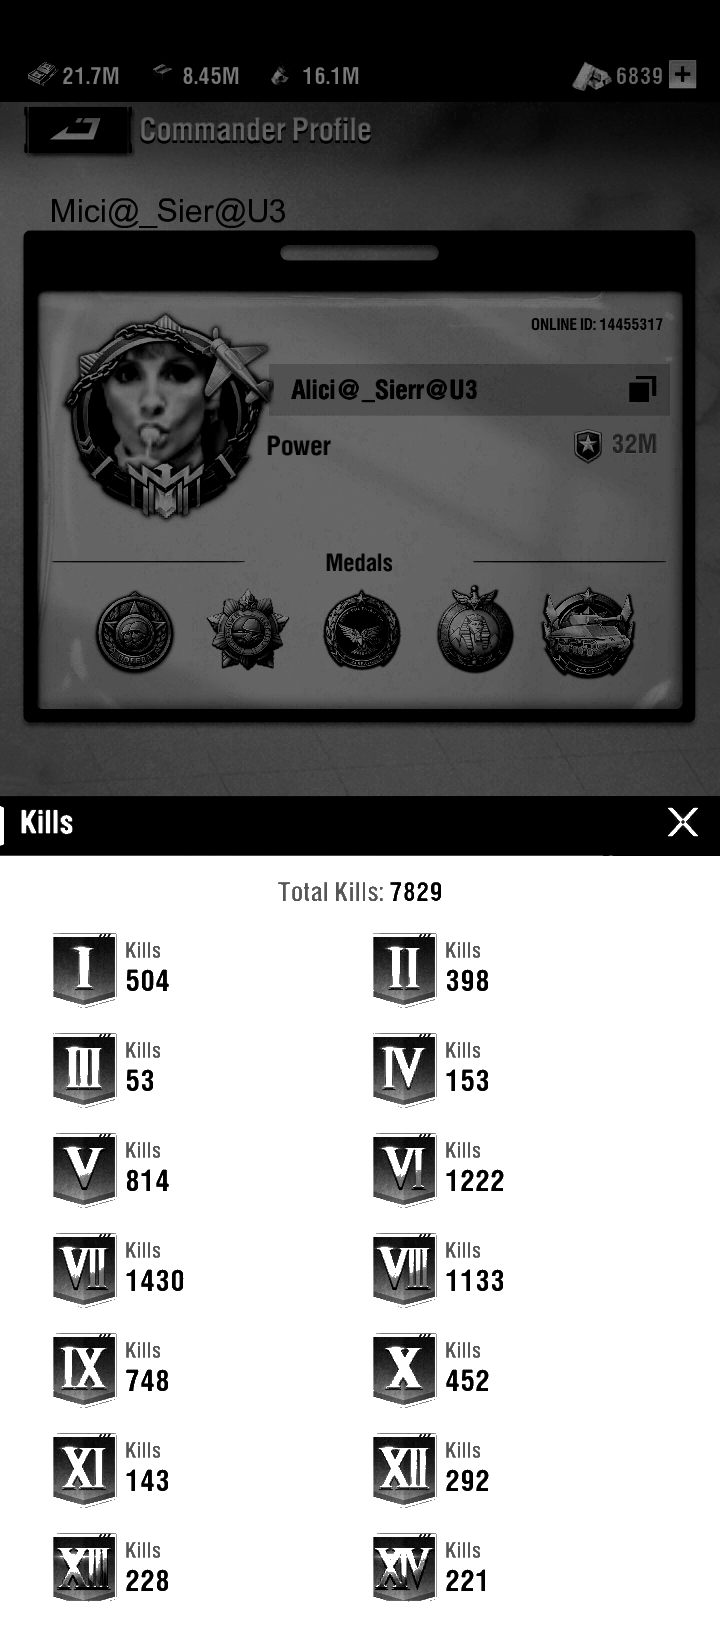 21.7M 8.45M 16.1M 6839
Commander Profile
Mici@_Sier@U3
ONLINE ID: 14455317
Alici@_Sierr@U3
Power 32M
Medals
Kills
Total Kills: 7829
I Kills 504
II Kills 398
III Kills 53
IV Kills 153
V Kills 814
VI Kills 1222
VII Kills 1430
VIII Kills 1133
IX Kills 748
X Kills 452
XI Kills 143
XII Kills 292
XIII Kills 228
XIV Kills 221